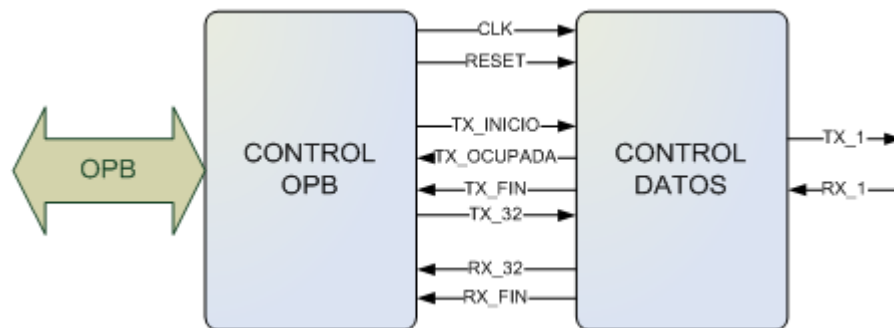 OPB
CONTROL
OPB
CLK
RESET
TX_INICIO
TX_OCUPADA
TX_FIN
TX_32
RX_32
RX_FIN
CONTROL
DATOS
TX_1
RX_1